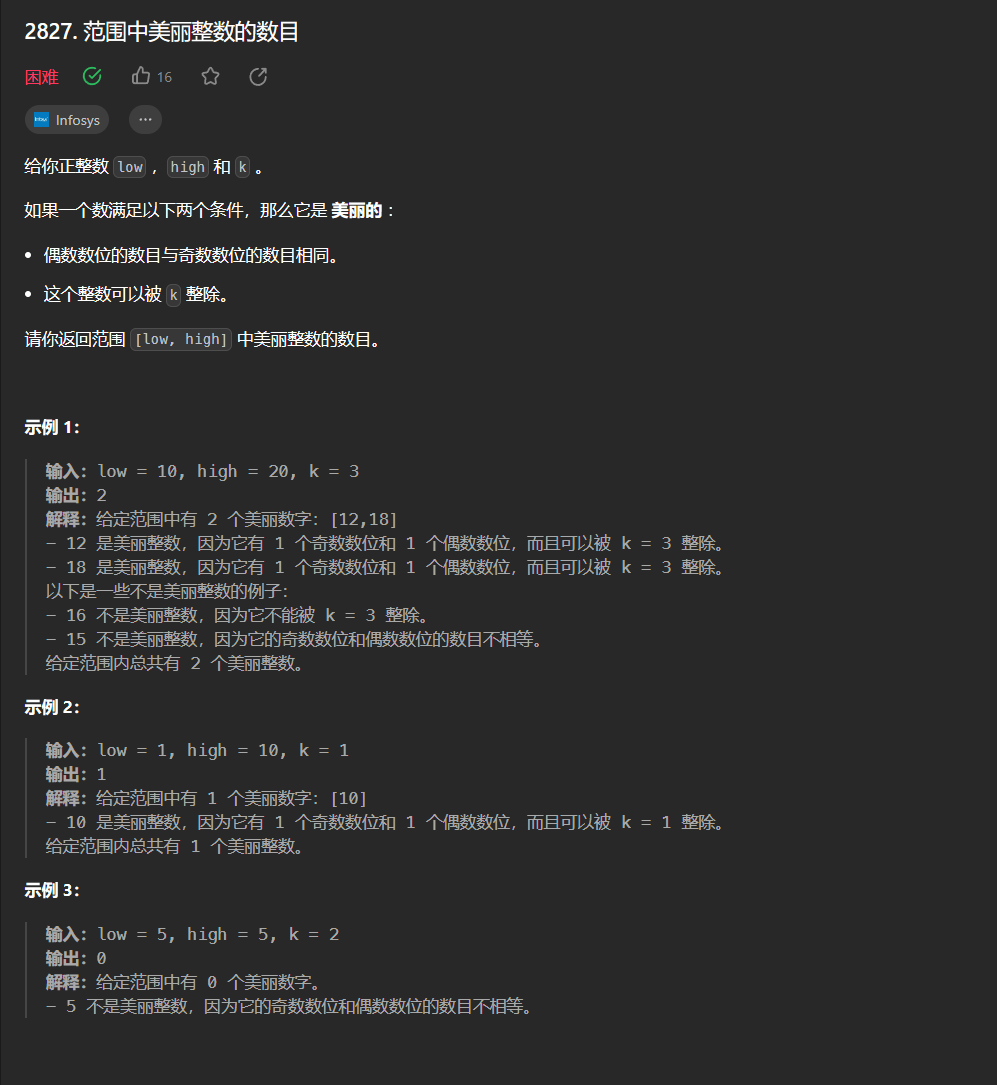 2827. 范围中美丽整数的数目
困难 16
Infosys ...
给你正整数 low ，high 和 k 。
如果一个数满足以下两个条件，那么它是 美丽的 ：
• 偶数数位的数目与奇数数位的数目相同。
• 这个整数可以被 k 整除。
请你返回范围 [low, high] 中美丽整数的数目。
示例 1：
输入：low = 10, high = 20, k = 3
输出：2
解释：给定范围中有 2 个美丽数字：[12,18]
- 12 是美丽整数，因为它有 1 个奇数数位和 1 个偶数数位，而且可以被 k = 3 整除。
- 18 是美丽整数，因为它有 1 个奇数数位和 1 个偶数数位，而且可以被 k = 3 整除。
以下是一些不是美丽整数的例子：
- 16 不是美丽整数，因为它不能被 k = 3 整除。
- 15 不是美丽整数，因为它的奇数数位和偶数数位的数目不相等。
给定范围内总共有 2 个美丽整数。
示例 2：
输入：low = 1, high = 10, k = 1
输出：1
解释：给定范围中有 1 个美丽数字：[10]
- 10 是美丽整数，因为它有 1 个奇数数位和 1 个偶数数位，而且可以被 k = 1 整除。
给定范围内总共有 1 个美丽整数。
示例 3：
输入：low = 5, high = 5, k = 2
输出：0
解释：给定范围中有 0 个美丽数字。
- 5 不是美丽整数，因为它的奇数数位和偶数数位的数目不相等。